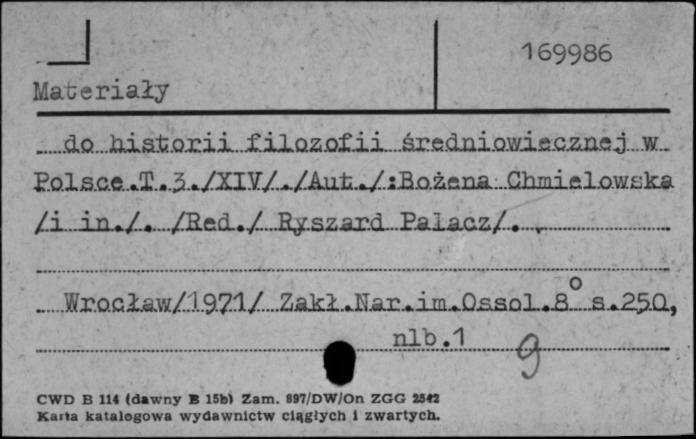 169986
Materiały
do historii filozofii średniowiecznej w
Polsce.T.3./XIV/./Aut./:Bożena Chmielowska
/i in./. /Red./ Ryszard Palacz/.
Wrocław/1971/ Zakł.Nar.im.Ossol.8° s.250,
nlb.1
9
CWD B 114 (dawny B 15b) Zam. 897/DW/On ZGG 2542
Karta katalogowa wydawnictw ciągłych i zwartych.